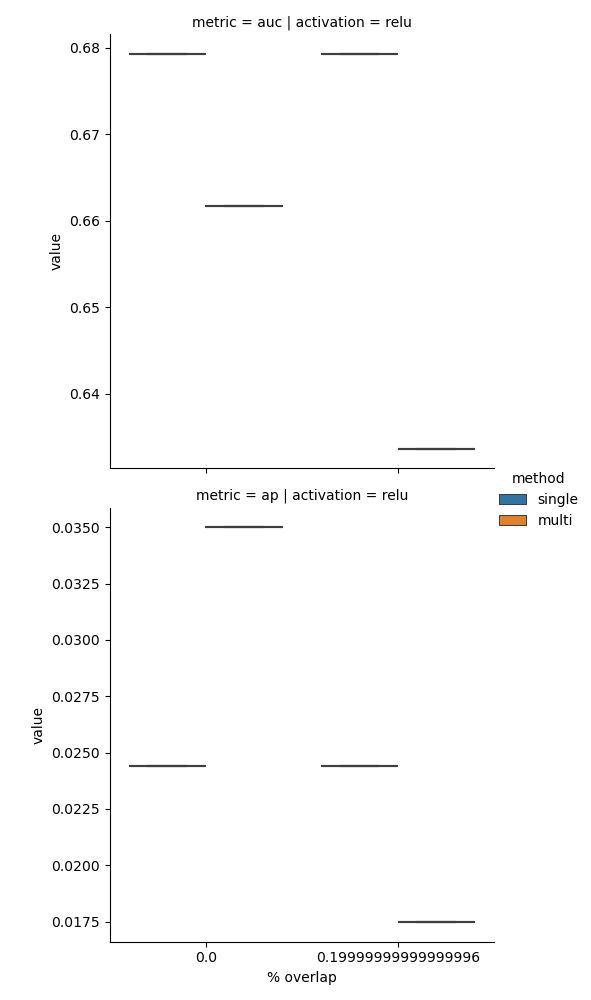 metric = auc | activation = relu
0.68
0.67
0.66
0.65
0.64
value
method
single
multi
metric = ap | activation = relu
0.0350
0.0325
0.0300
0.0275
0.0250
0.0225
0.0200
0.0175
value
0.0
0.19999999999999996
% overlap